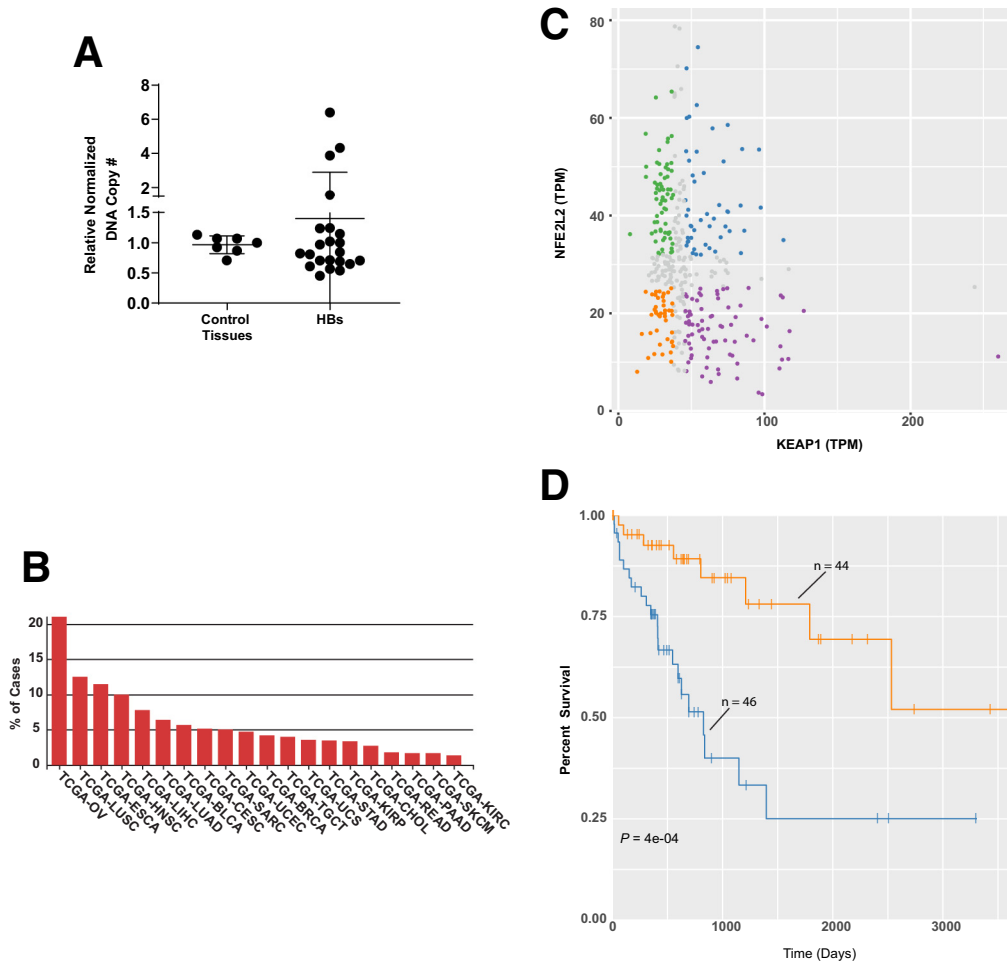 A
Relative Normalized
DNA Copy #
8
6
4
2
1.5
1.0
0.5
0.0
Control
Tissues
HBs
B
% of Cases
20
15
10
5
0
TCGA-OV
TCGA-LUSC
TCGA-ESCA
TCGA-HNSC
TCGA-LIHC
TCGA-LUAD
TCGA-BLCA
TCGA-CESC
TCGA-SARC
TCGA-UCEC
TCGA-BRCA
TCGA-TGCT
TCGA-UCS
TCGA-STAD
TCGA-KIRP
TCGA-CHOL
TCGA-READ
TCGA-PAAD
TCGA-SKCM
TCGA-KIRC
C
NFE2L2 (TPM)
80
60
40
20
0
0
100
200
KEAP1 (TPM)
D
Percent Survival
1.00
0.75
0.50
0.25
0.00
n = 44
n = 46
P = 4e-04
0
1000
2000
3000
Time (Days)